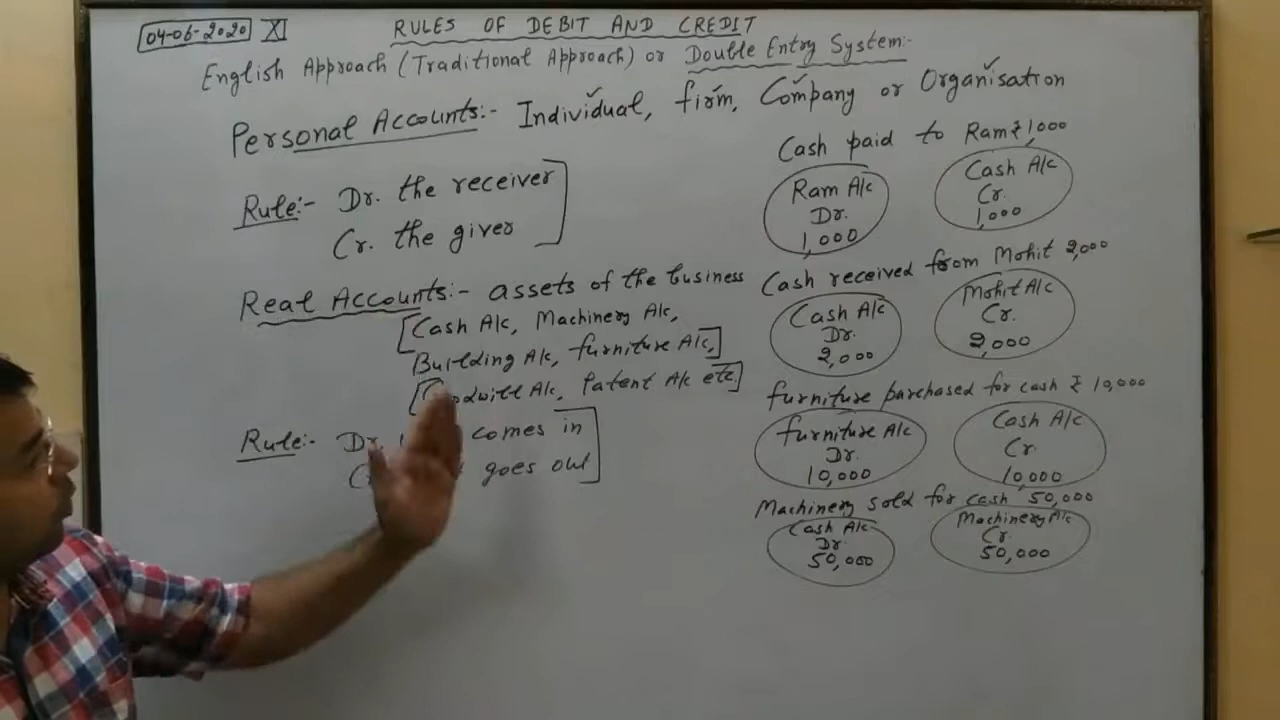 04-06-2020 XI
RULES OF DEBIT AND CREDIT
English Approach (Traditional Approach) or Double Entry System:-
Personal Accounts:- Individual, firm, Company or Organisation
Rule:- Dr. the receiver
Cr. the giver
Real Accounts:- assets of the business
[Cash A/c, Machinery A/c,
Building A/c, furniture A/c,]
[Goodwill A/c, Patent A/c etc.]
Rule:- Dr. comes in
goes out
Cash paid to Ram ₹1,000
Ram A/c
Dr.
1,000
Cash A/c
Cr.
1,000
Cash received from Mohit 2,000
Cash A/c
Dr.
2,000
Mohit A/c
Cr.
2,000
furniture purchased for cash ₹ 10,000
furniture A/c
Dr.
10,000
Cash A/c
Cr.
10,000
Machinery sold for cash 50,000
Cash A/c
Dr.
50,000
Machinery A/c
Cr.
50,000